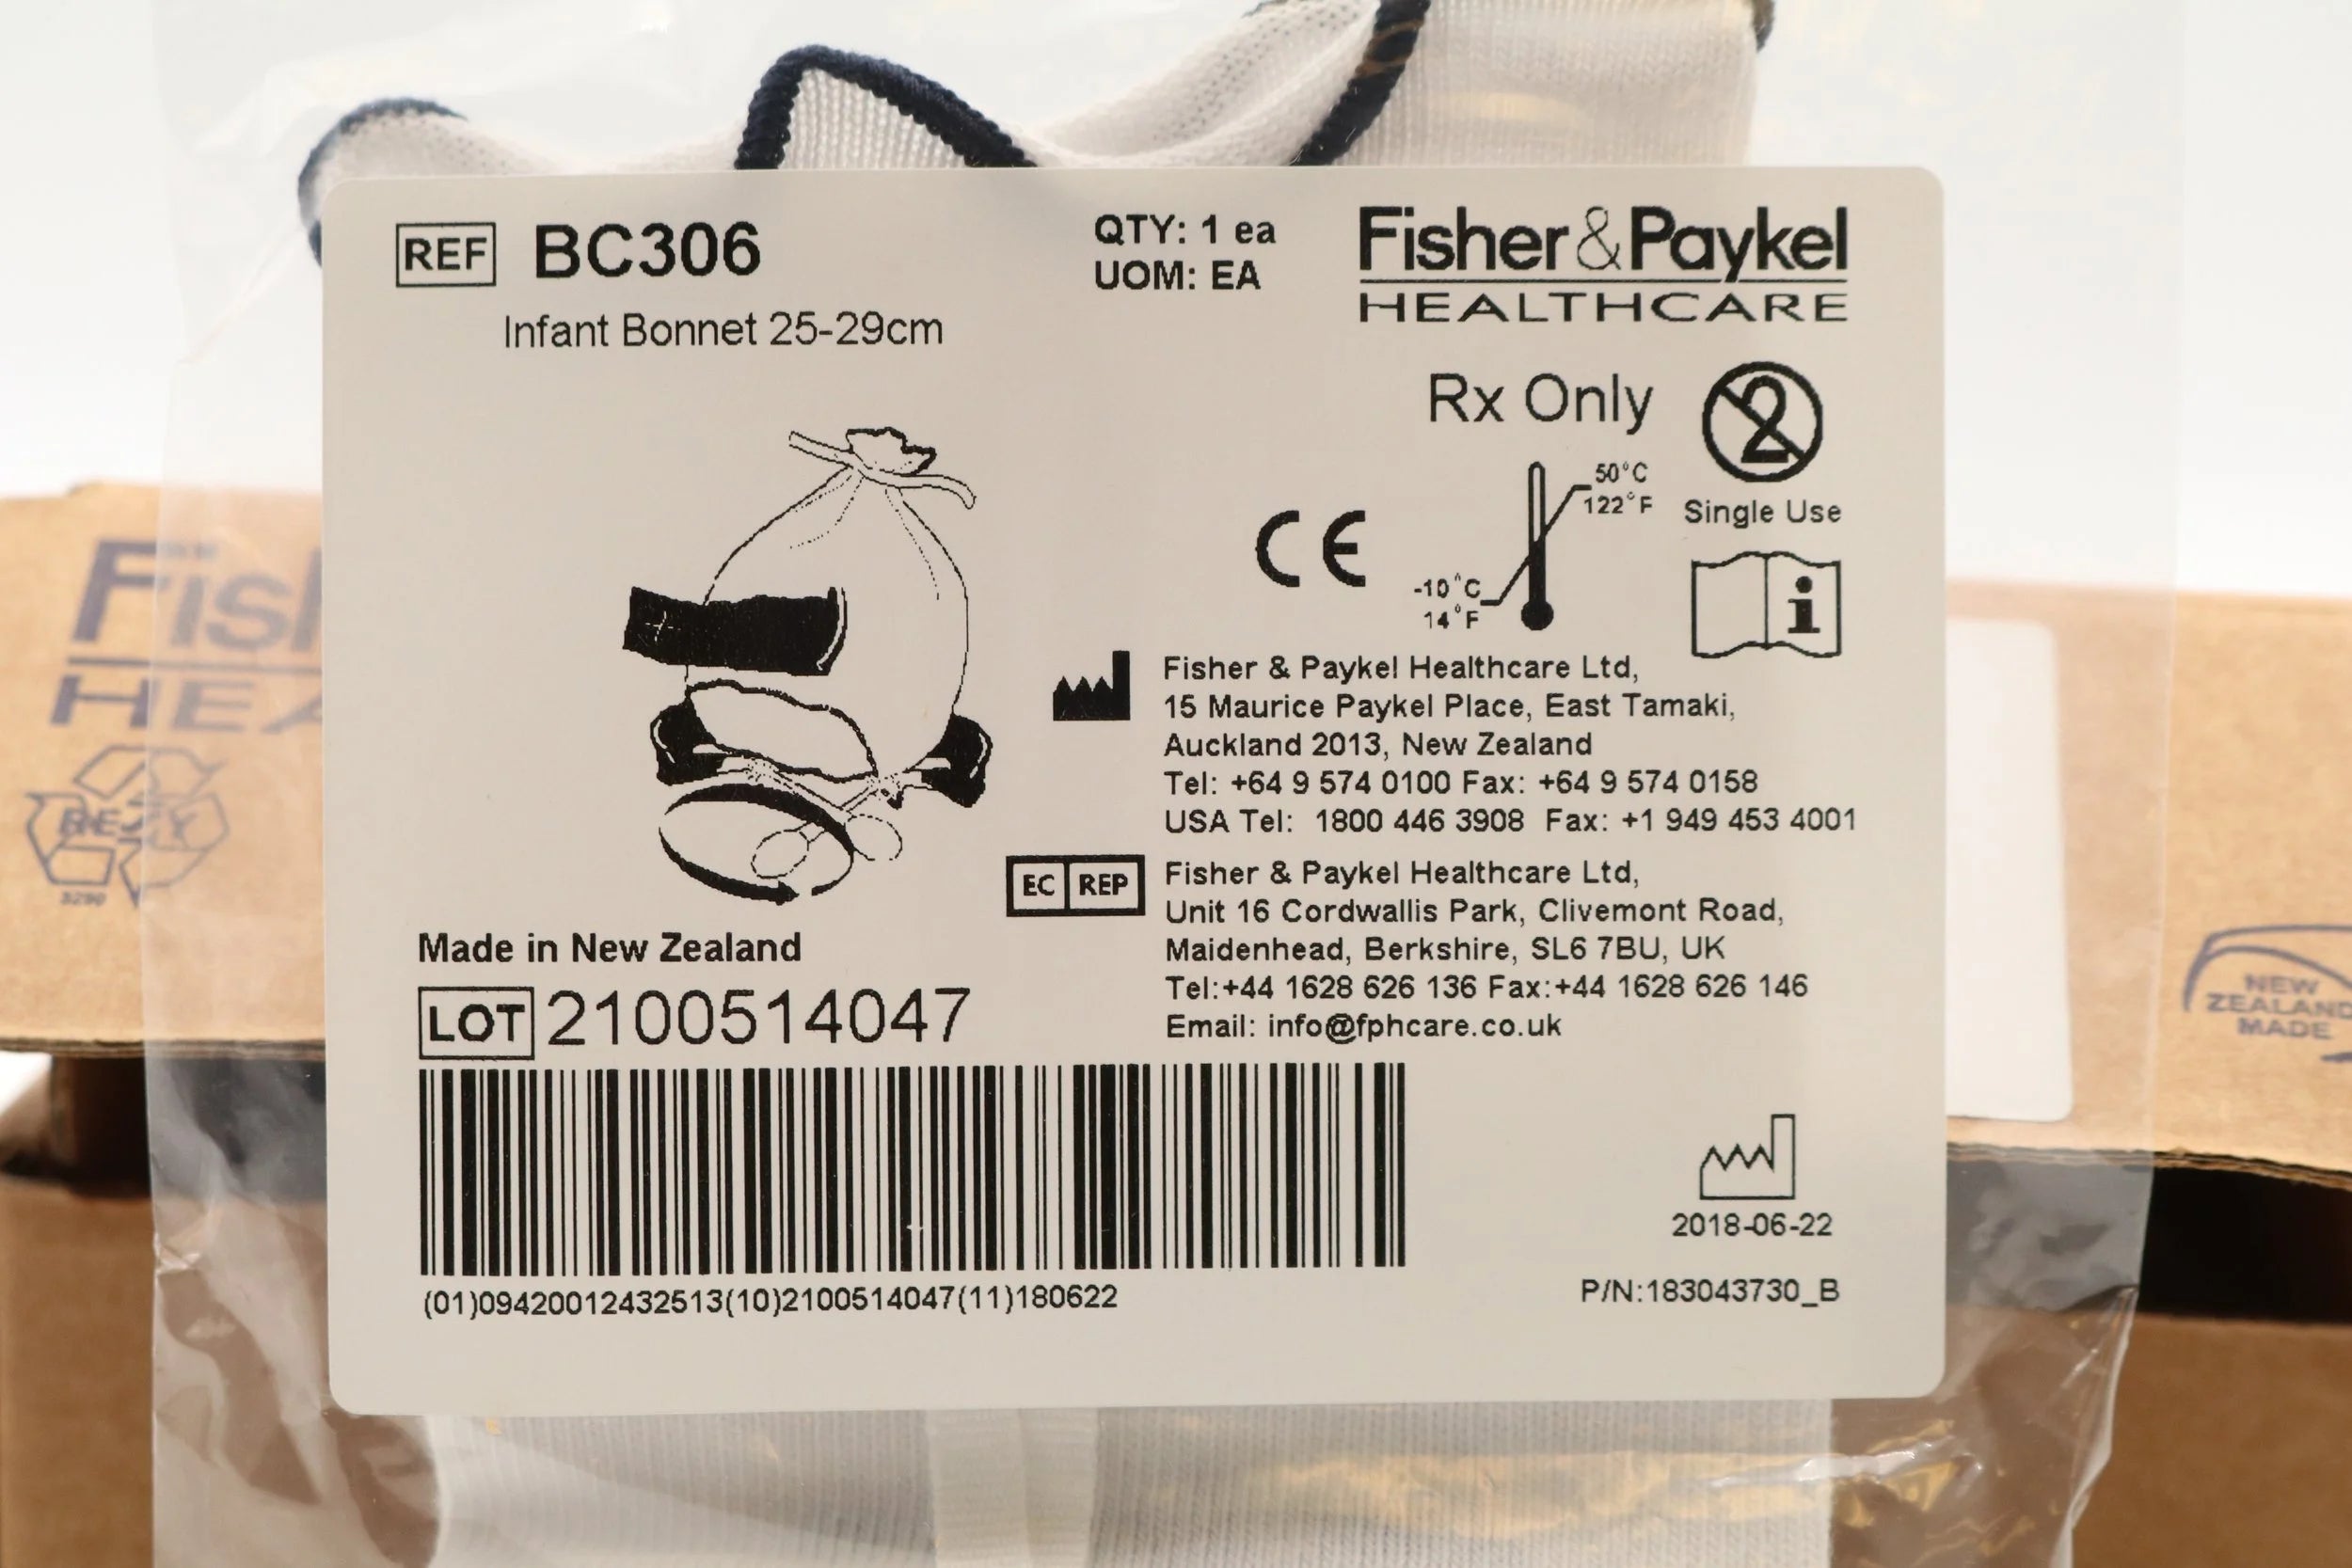 REF BC306
Infant Bonnet 25-29cm
QTY: 1 ea
UOM: EA
Fisher&Paykel
HEALTHCARE
Rx Only
2
Single Use
CE
50°C
122°F
-10°C
14°F
i
Fisher & Paykel Healthcare Ltd,
15 Maurice Paykel Place, East Tamaki,
Auckland 2013, New Zealand
Tel: +64 9 574 0100 Fax: +64 9 574 0158
USA Tel: 1800 446 3908 Fax: +1 949 453 4001
EC REP
Fisher & Paykel Healthcare Ltd,
Unit 16 Cordwallis Park, Clivemont Road,
Maidenhead, Berkshire, SL6 7BU, UK
Tel:+44 1628 626 136 Fax:+44 1628 626 146
Email: info@fphcare.co.uk
Made in New Zealand
LOT 2100514047
(01)09420012432513(10)2100514047(11)180622
2018-06-22
P/N:183043730_B
Fish
HEA
NEW
ZEALAND
MADE